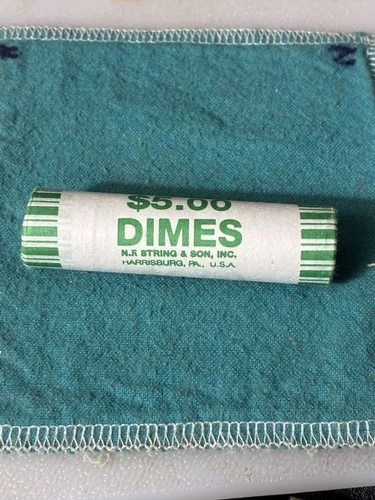 $5.00
DIMES
N.F. STRING & SON, INC.
HARRISBURG, PA., U.S.A.